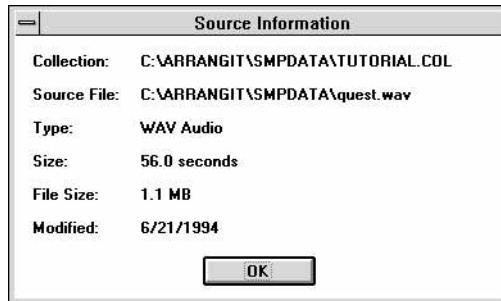 Source Information
Collection: C:\ARRANGIT\SMPDATA\TUTORIAL.COL
Source File: C:\ARRANGIT\SMPDATA\quest.wav
Type: WAV Audio
Size: 56.0 seconds
File Size: 1.1 MB
Modified: 6/21/1994
OK